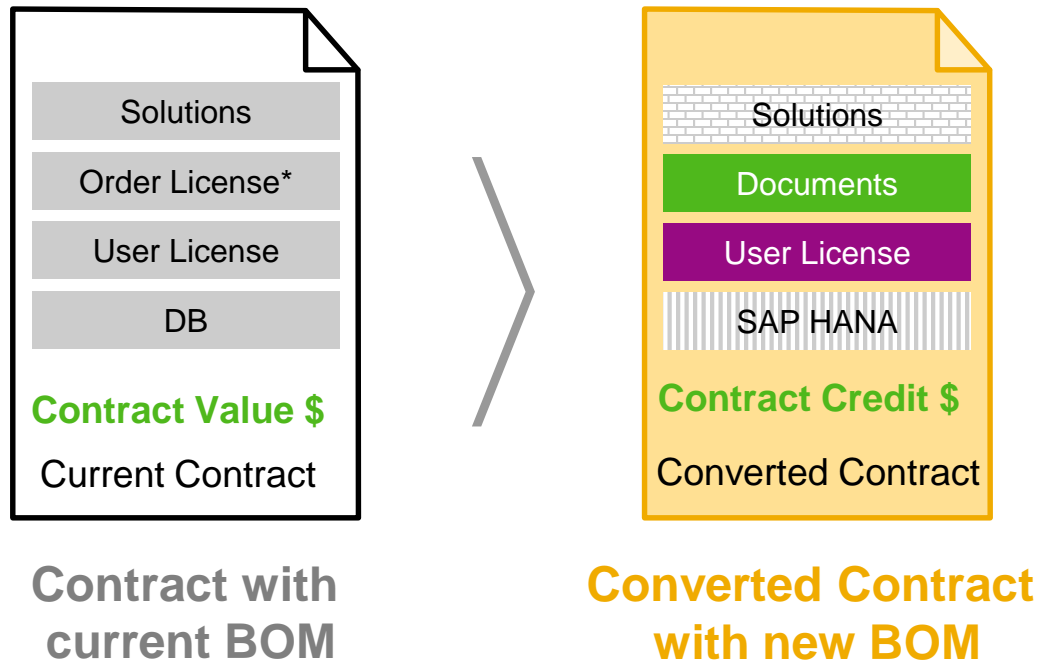 Solutions
Order License*
User License
DB
Contract Value $
Current Contract
Contract with
current BOM
Solutions
Documents
User License
SAP HANA
Contract Credit $
Converted Contract
Converted Contract
with new BOM